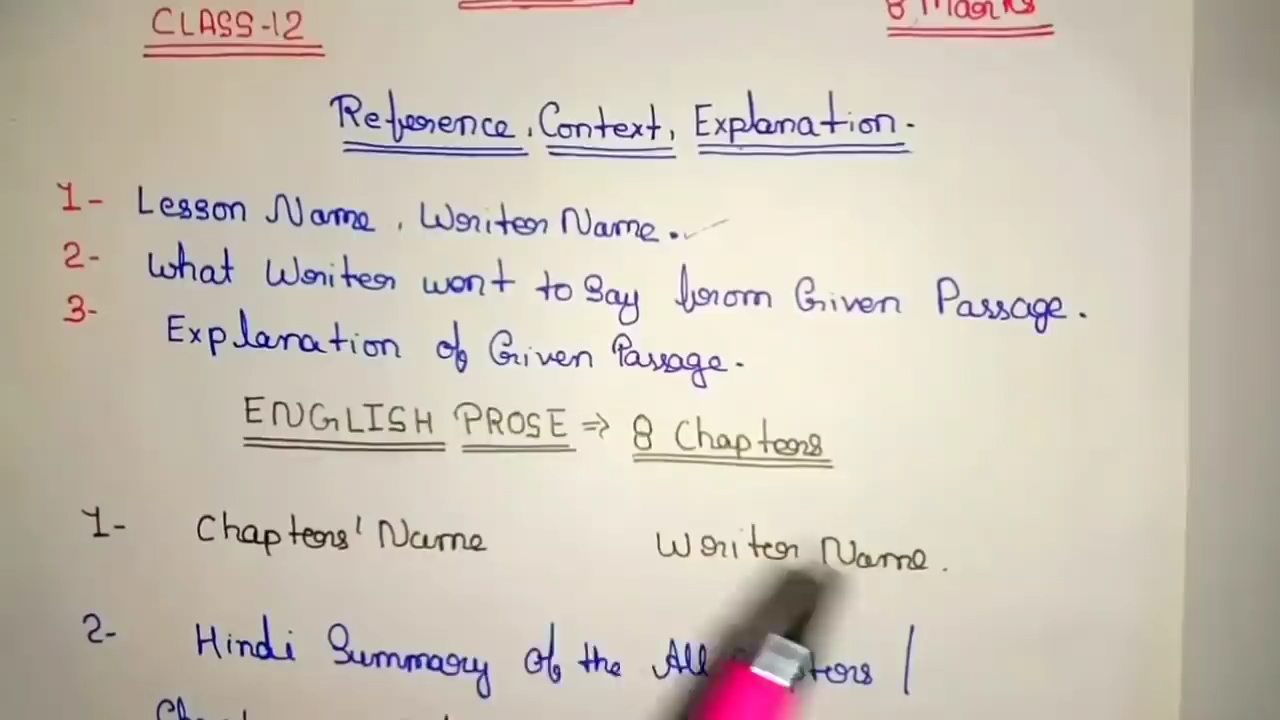 CLASS-12
8 Marks
Reference, Context, Explanation.
1- Lesson Name, Writer Name.
2- What Writer want to Say from Given Passage.
3- Explanation of Given Passage.
ENGLISH PROSE ⇒ 8 Chapters
1- Chapters' Name Writer Name.
2- Hindi Summary of the All /